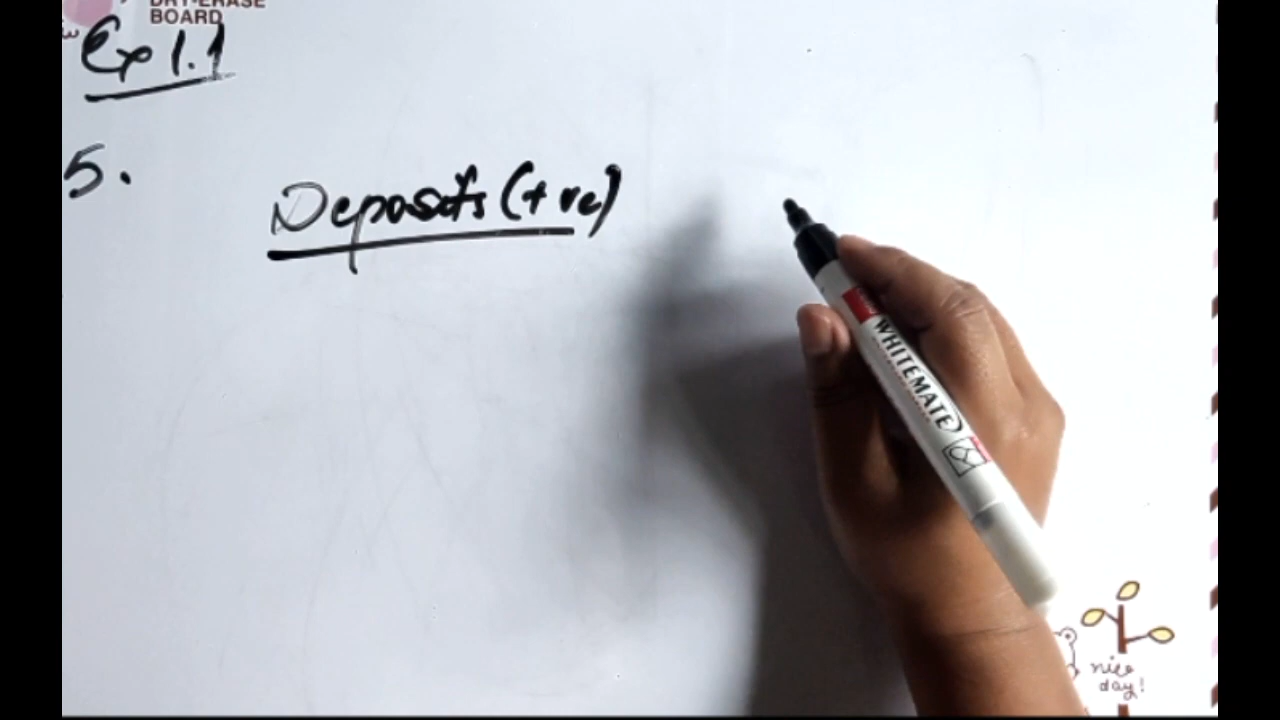 DRY-ERASE
BOARD
Ex 1.1
5.
Deposits (+ve)
WHITEMATE
nice
day!